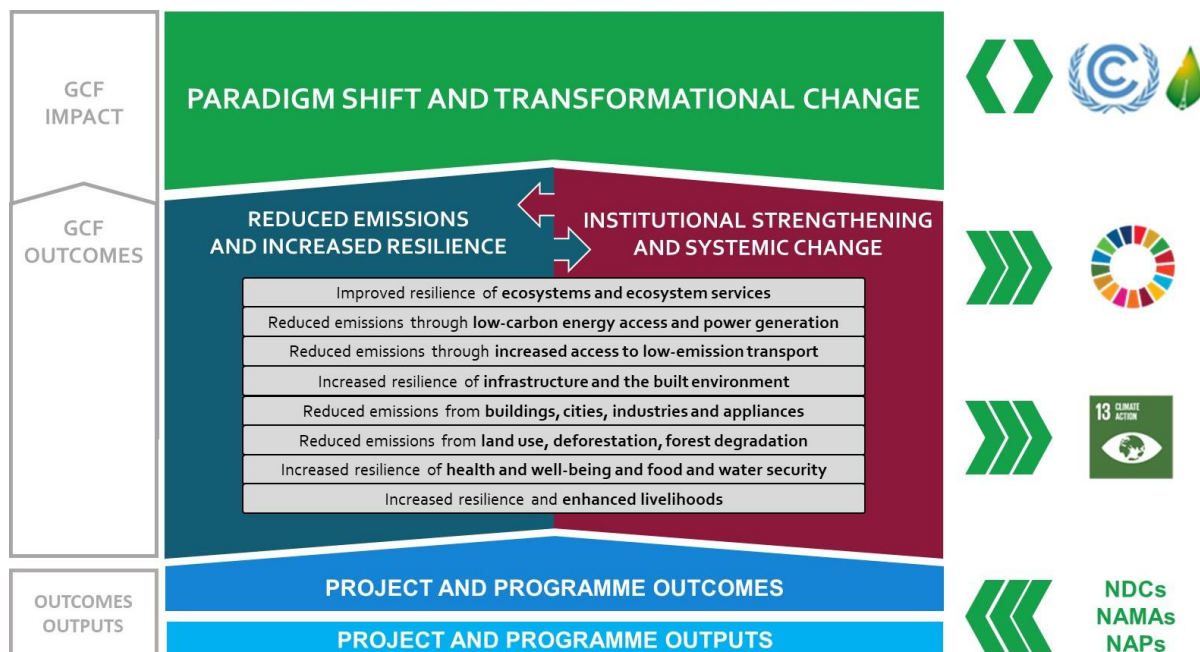 GCF
IMPACT
PARADIGM SHIFT AND TRANSFORMATIONAL CHANGE
GCF
OUTCOMES
REDUCED EMISSIONS
AND INCREASED RESILIENCE
INSTITUTIONAL STRENGTHENING
AND SYSTEMIC CHANGE
Improved resilience of ecosystems and ecosystem services
Reduced emissions through low-carbon energy access and power generation
Reduced emissions through increased access to low-emission transport
Increased resilience of infrastructure and the built environment
Reduced emissions from buildings, cities, industries and appliances
Reduced emissions from land use, deforestation, forest degradation
Increased resilience of health and well-being and food and water security
Increased resilience and enhanced livelihoods
13 CLIMATE
ACTION
OUTCOMES
OUTPUTS
PROJECT AND PROGRAMME OUTCOMES
PROJECT AND PROGRAMME OUTPUTS
NDCs
NAMAs
NAPs